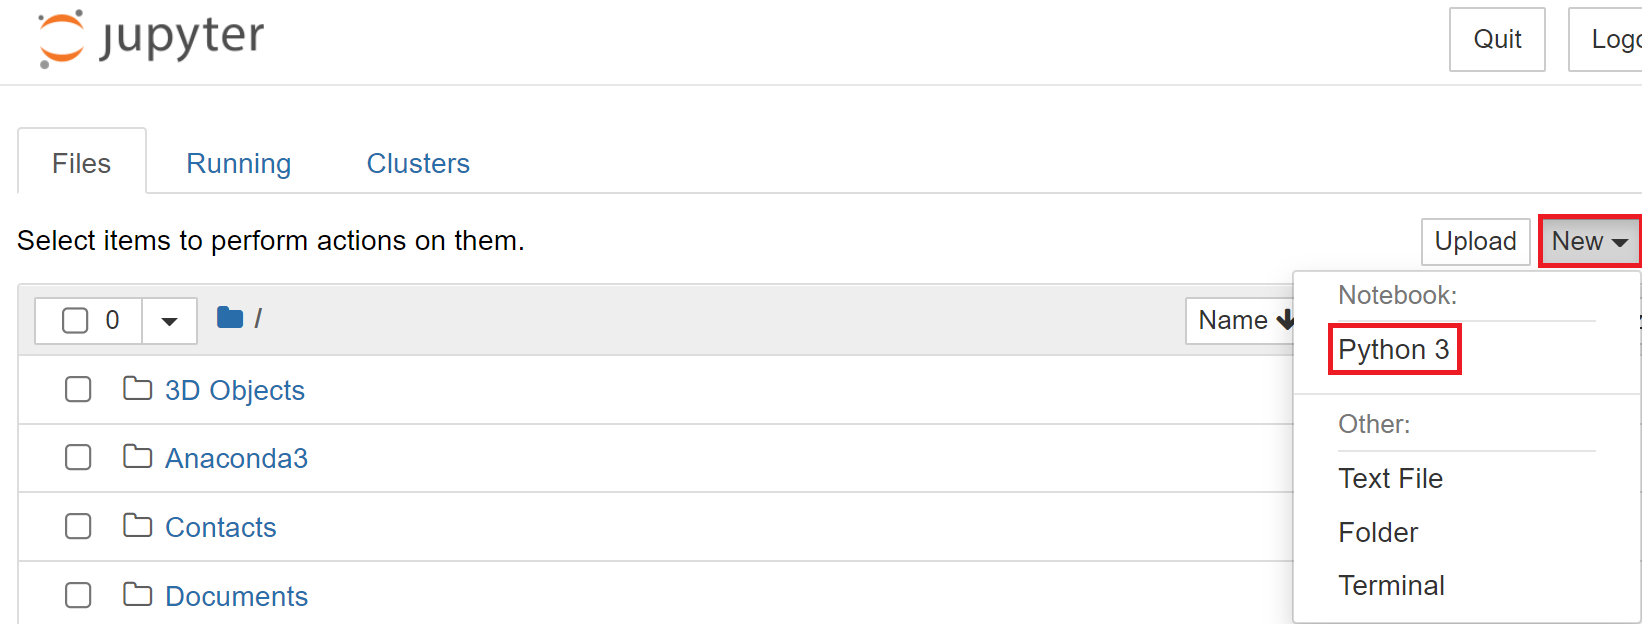 jupyter
Quit
Files Running Clusters
Select items to perform actions on them.
Upload New
0 /
Name
Notebook:
Python 3
Other:
Text File
Folder
Terminal
3D Objects
Anaconda3
Contacts
Documents